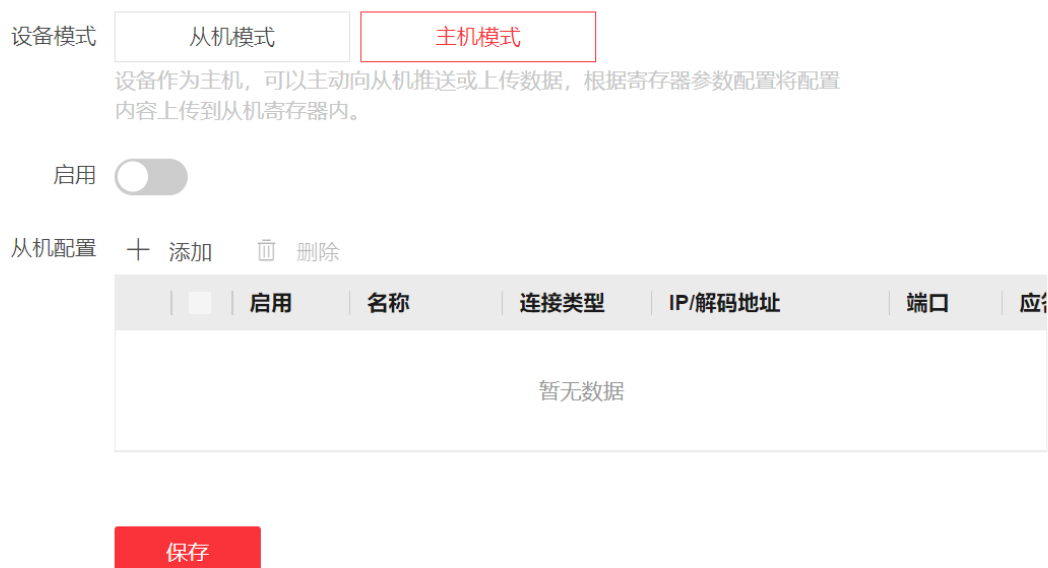 设备模式 从机模式 主机模式
设备作为主机，可以主动向从机推送或上传数据，根据寄存器参数配置将配置
内容上传到从机寄存器内。
启用
从机配置 添加 删除
启用 名称 连接类型 IP/解码地址 端口 应
暂无数据
保存